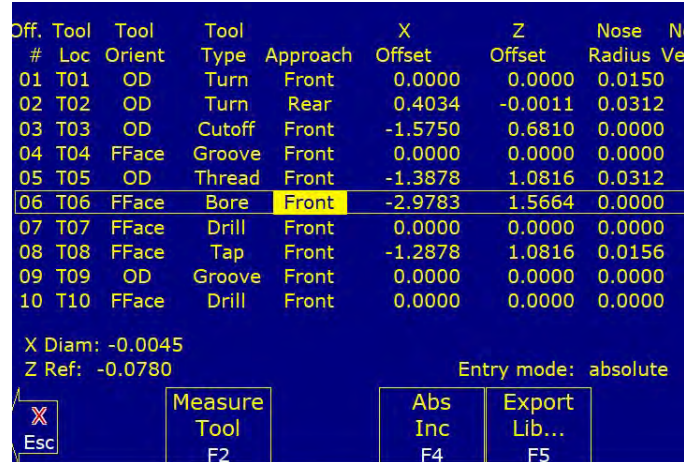 Off. Tool Tool Tool X Z Nose No
# Loc Orient Type Approach Offset Offset Radius Ve
01 T01 OD Turn Front 0.0000 0.0000 0.0150
02 T02 OD Turn Rear 0.4034 -0.0011 0.0312
03 T03 OD Cutoff Front -1.5750 0.6810 0.0000
04 T04 FFace Groove Front 0.0000 0.0000 0.0000
05 T05 OD Thread Front -1.3878 1.0816 0.0312
06 T06 FFace Bore Front -2.9783 1.5664 0.0000
07 T07 FFace Drill Front 0.0000 0.0000 0.0000
08 T08 FFace Tap Front -1.2878 1.0816 0.0156
09 T09 OD Groove Front 0.0000 0.0000 0.0000
10 T10 FFace Drill Front 0.0000 0.0000 0.0000
X Diam: -0.0045
Z Ref: -0.0780 Entry mode: absolute
Measure Abs Export
X Tool Inc Lib...
Esc F2 F4 F5